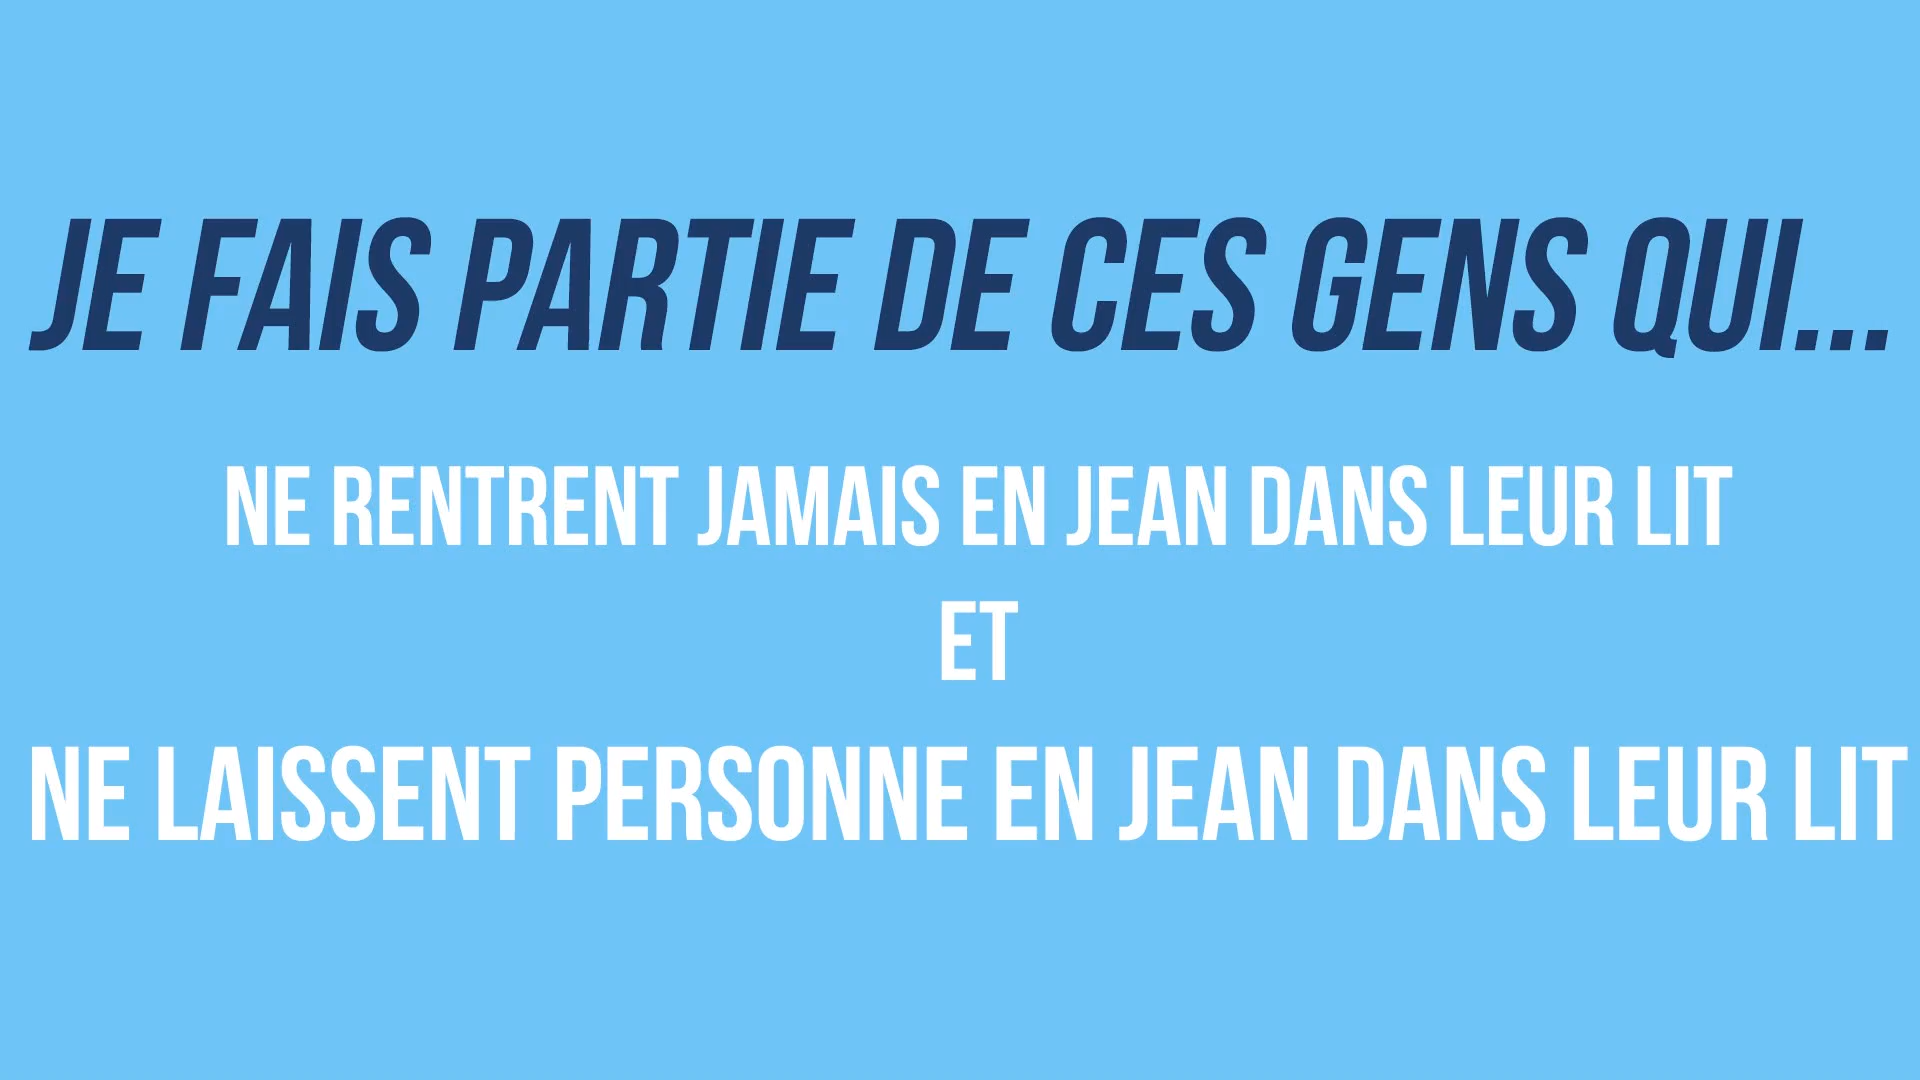 JE FAIS PARTIE DE CES GENS QUI...
NE RENTRENT JAMAIS EN JEAN DANS LEUR LIT
ET
NE LAISSENT PERSONNE EN JEAN DANS LEUR LIT